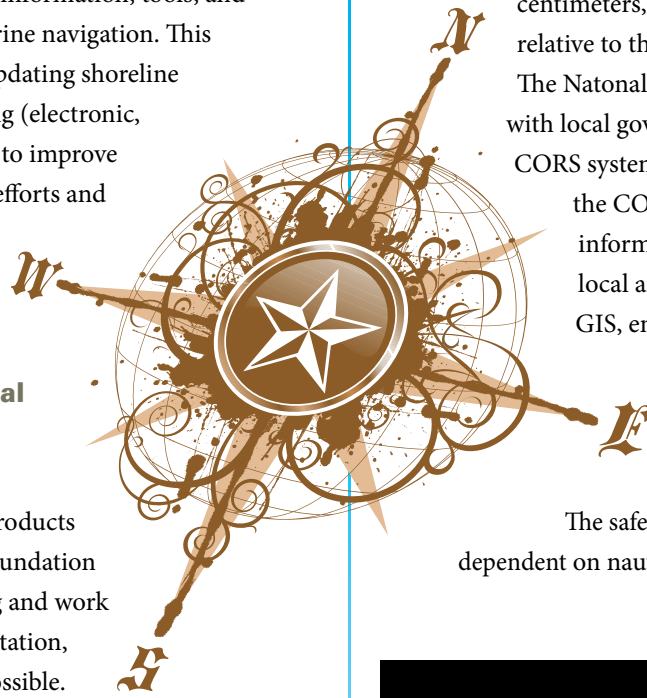 information, tools, and
rine navigation. This
pdating shoreline
g (electronic,
to improve
efforts and
W
al
roducts
undation
g and work
tation,
ssible.
S
N
centimeters,
relative to th
The Natonal
with local gov
CORS system
the CO
inform
local a
GIS, en
E
The safe
dependent on nau